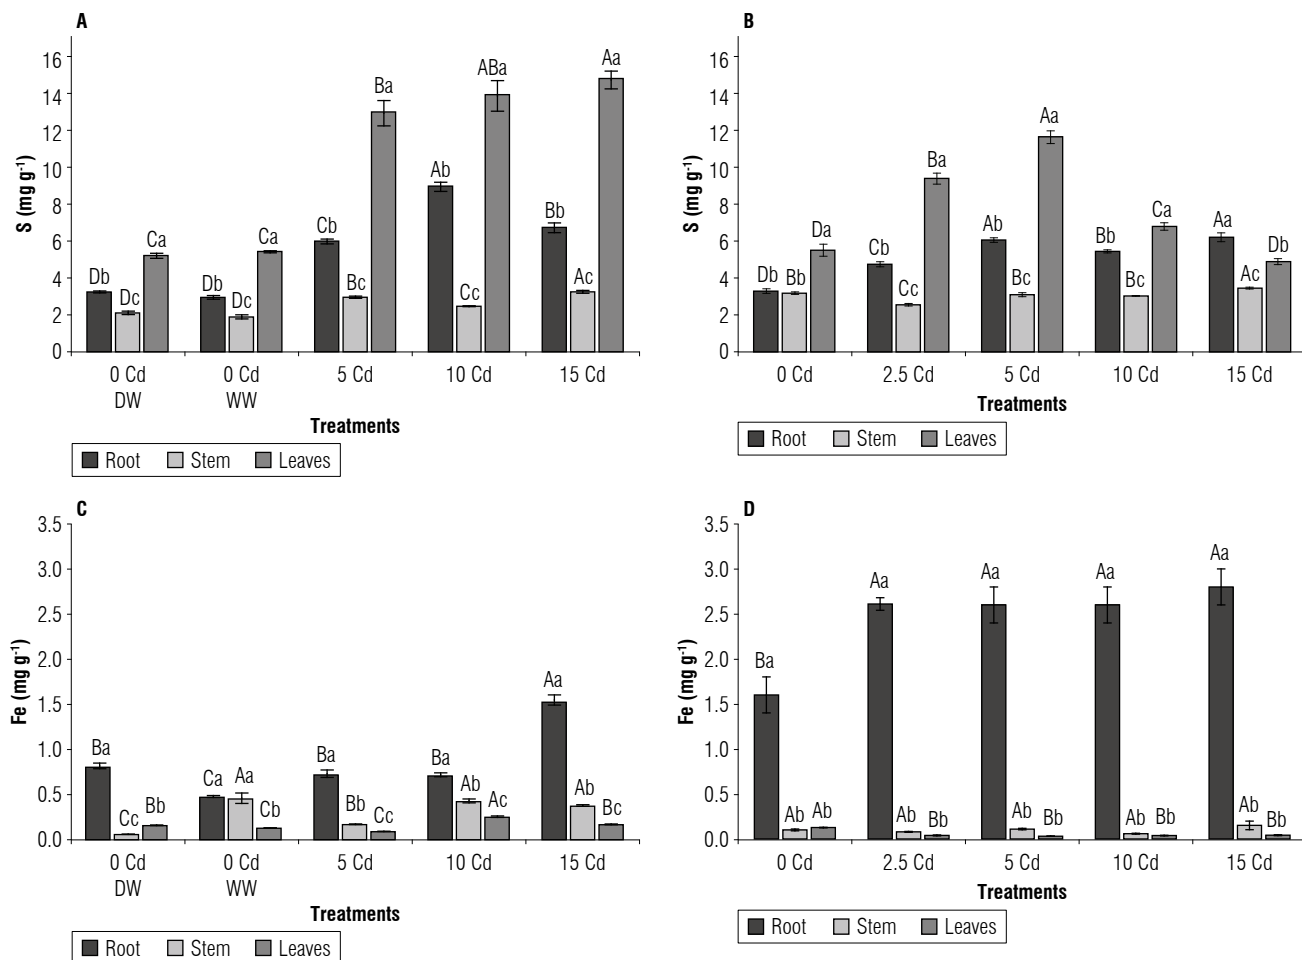 A
S (mg g⁻¹)
16
14
12
10
8
6
4
2
0
Db Dc Ca
Db Dc Ca
Cb Bc Ba
Ab Cc ABa
Bb Ac Aa
0 Cd 0 Cd 5 Cd 10 Cd 15 Cd
DW WW
Treatments
Root Stem Leaves
B
S (mg g⁻¹)
16
14
12
10
8
6
4
2
0
Db Bb Da
Cb Cc Ba
Ab Bc Aa
Bb Bc Ca
Aa Ac Db
0 Cd 2.5 Cd 5 Cd 10 Cd 15 Cd
Treatments
Root Stem Leaves
C
Fe (mg g⁻¹)
3.5
3.0
2.5
2.0
1.5
1.0
0.5
0.0
Ba Cc Bb
Ca Aa Cb
Ba Bb Cc
Ba Ab Ac
Aa Ab Bc
0 Cd 0 Cd 5 Cd 10 Cd 15 Cd
DW WW
Treatments
Root Stem Leaves
D
Fe (mg g⁻¹)
3.5
3.0
2.5
2.0
1.5
1.0
0.5
0.0
Ba Ab Ab
Aa Ab Bb
Aa Ab Bb
Aa Ab Bb
Aa Ab Bb
0 Cd 2.5 Cd 5 Cd 10 Cd 15 Cd
Treatments
Root Stem Leaves